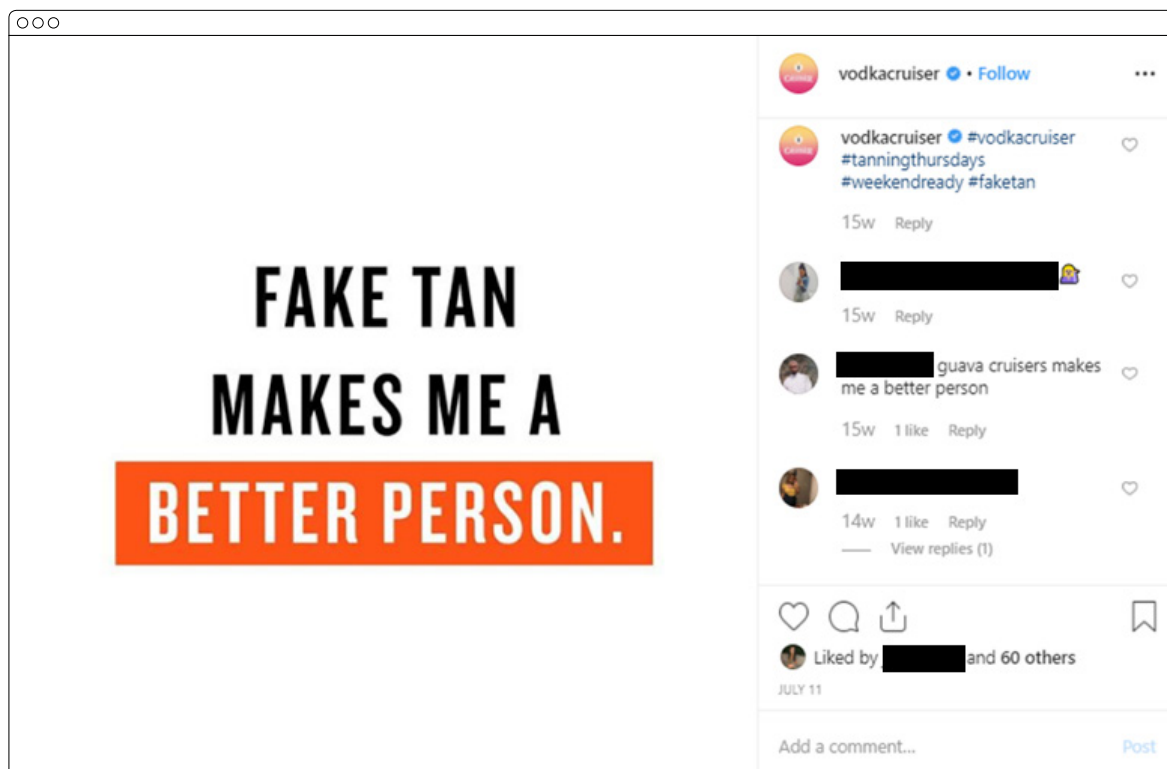 FAKE TAN
MAKES ME A
BETTER PERSON.
vodkacruiser • Follow
vodkacruiser #vodkacruiser
#tanningthursdays
#weekendready #faketan
15w Reply
15w Reply
guava cruisers makes
me a better person
15w 1 like Reply
14w 1 like Reply
View replies (1)
Liked by and 60 others
JULY 11
Add a comment... Post